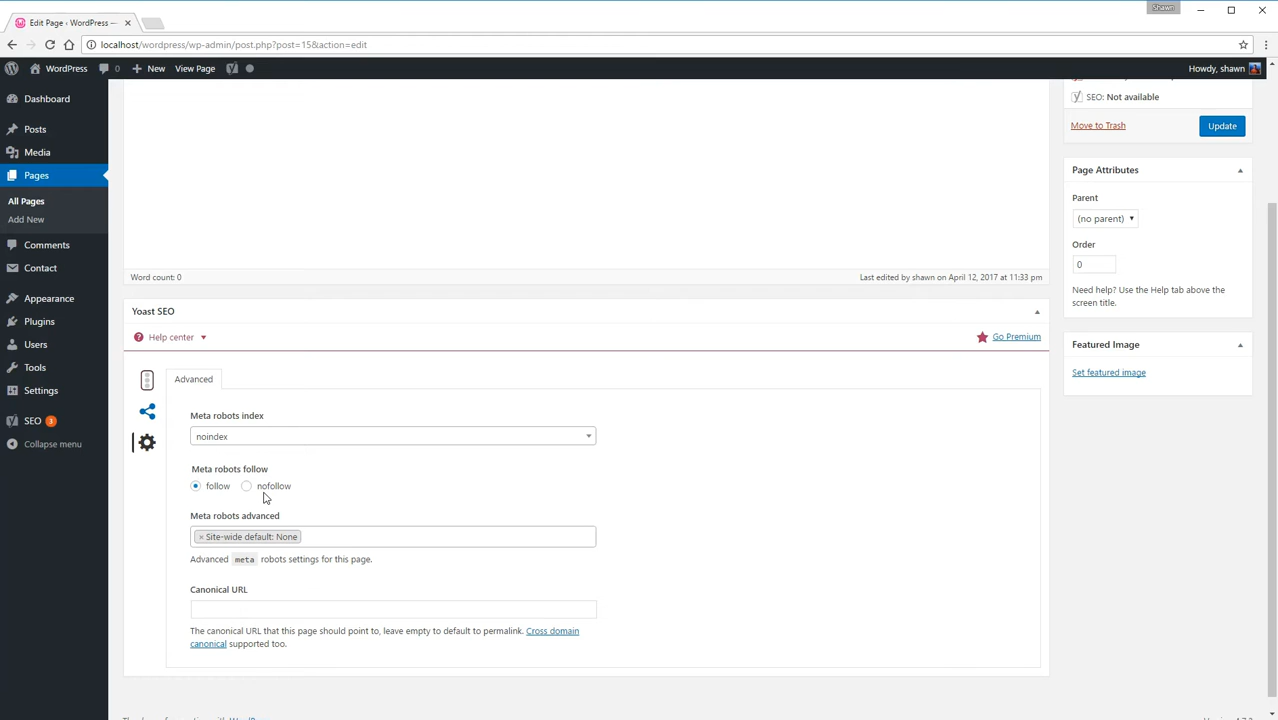 Shawn
Edit Page ‹ WordPress —
localhost/wordpress/wp-admin/post.php?post=15&action=edit
WordPress 0 New View Page
Howdy, shawn
Dashboard
Posts
Media
Pages
All Pages
Add New
Comments
Contact
Appearance
Plugins
Users
Tools
Settings
SEO 3
Collapse menu
Word count: 0
Last edited by shawn on April 12, 2017 at 11:33 pm
Yoast SEO
Help center
Go Premium
Advanced
Meta robots index
noindex
Meta robots follow
follow nofollow
Meta robots advanced
× Site-wide default: None
Advanced meta robots settings for this page.
Canonical URL
The canonical URL that this page should point to, leave empty to default to permalink. Cross domain
canonical supported too.
SEO: Not available
Move to Trash
Update
Page Attributes
Parent
(no parent)
Order
0
Need help? Use the Help tab above the
screen title.
Featured Image
Set featured image